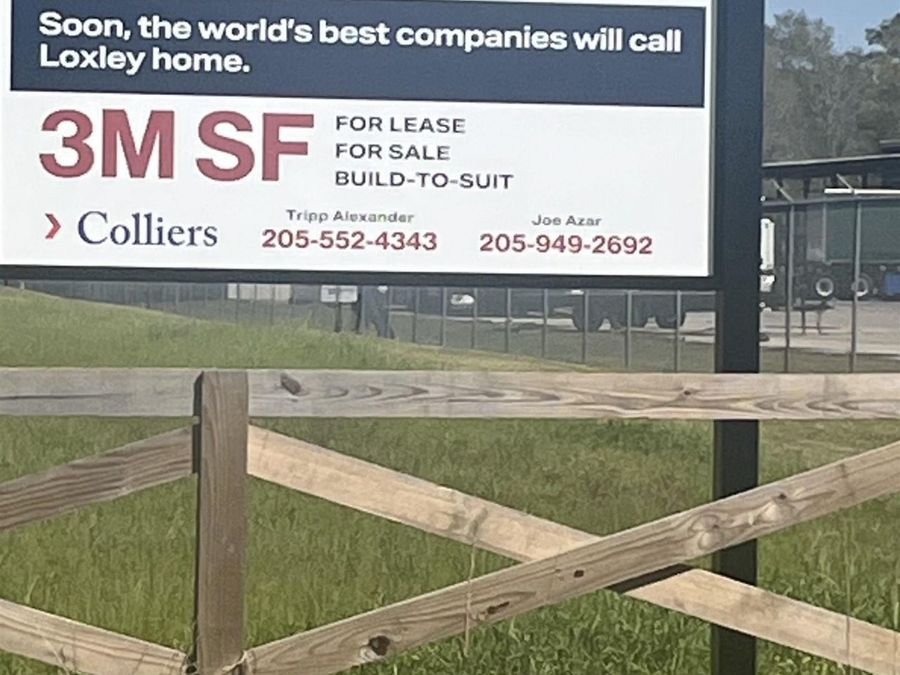 Soon, the world's best companies will call
Loxley home.
3M SF
FOR LEASE
FOR SALE
BUILD-TO-SUIT
Colliers
Tripp Alexander
205-552-4343
Joe Azar
205-949-2692